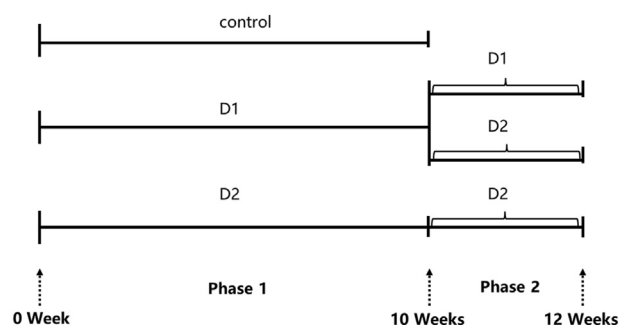 control
D1
D1
D2
D2
D2
Phase 1
Phase 2
0 Week
10 Weeks
12 Weeks